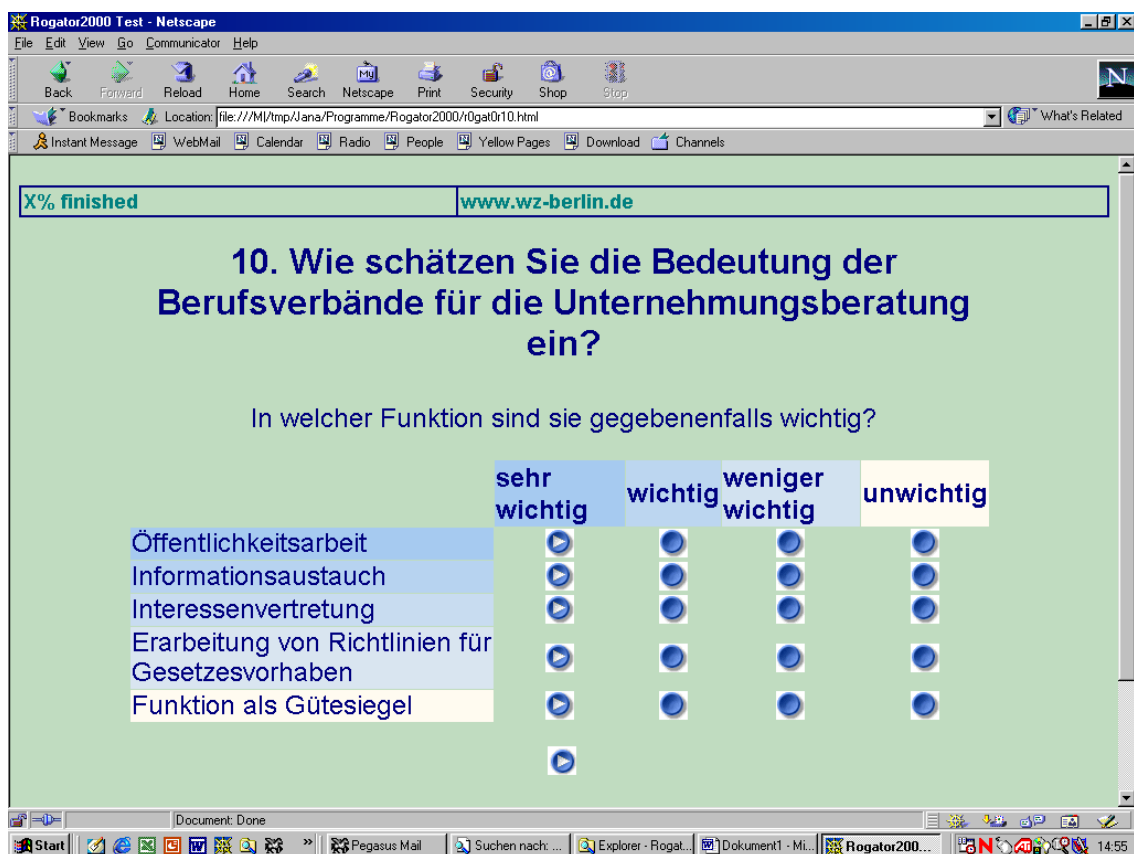 Rogator2000 Test - Netscape
File Edit View Go Communicator Help
Back Forward Reload Home Search Netscape Print Security Shop Stop
Bookmarks Location: file:///M|/tmp/Jana/Programme/Rogator2000/r0gat0r10.html What's Related
Instant Message WebMail Calendar Radio People Yellow Pages Download Channels
X% finished www.wz-berlin.de
10. Wie schätzen Sie die Bedeutung der
Berufsverbände für die Unternehmungsberatung
ein?
In welcher Funktion sind sie gegebenenfalls wichtig?
sehr wichtig wichtig weniger wichtig unwichtig
Öffentlichkeitsarbeit
Informationsaustauch
Interessenvertretung
Erarbeitung von Richtlinien für
Gesetzesvorhaben
Funktion als Gütesiegel
Document: Done
Start Pegasus Mail Suchen nach: ... Explorer - Rogat... Dokument1 - Mi... Rogator200... 14:55